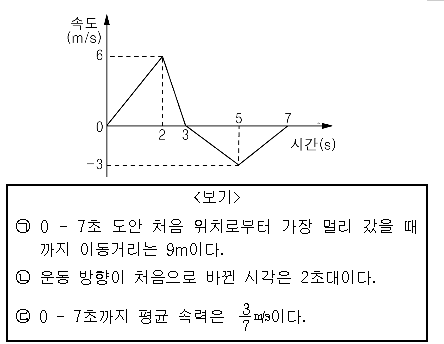 속도
(m/s)
6
0
2 3 5 7
시간(s)
-3
<보기>
㉠ 0 - 7초 도안 처음 위치로부터 가장 멀리 갔을 때
까지 이동거리는 9m이다.
㉡ 운동 방향이 처음으로 바뀐 시각은 2초대이다.
㉢ 0 - 7초까지 평균 속력은 3/7 m/s이다.